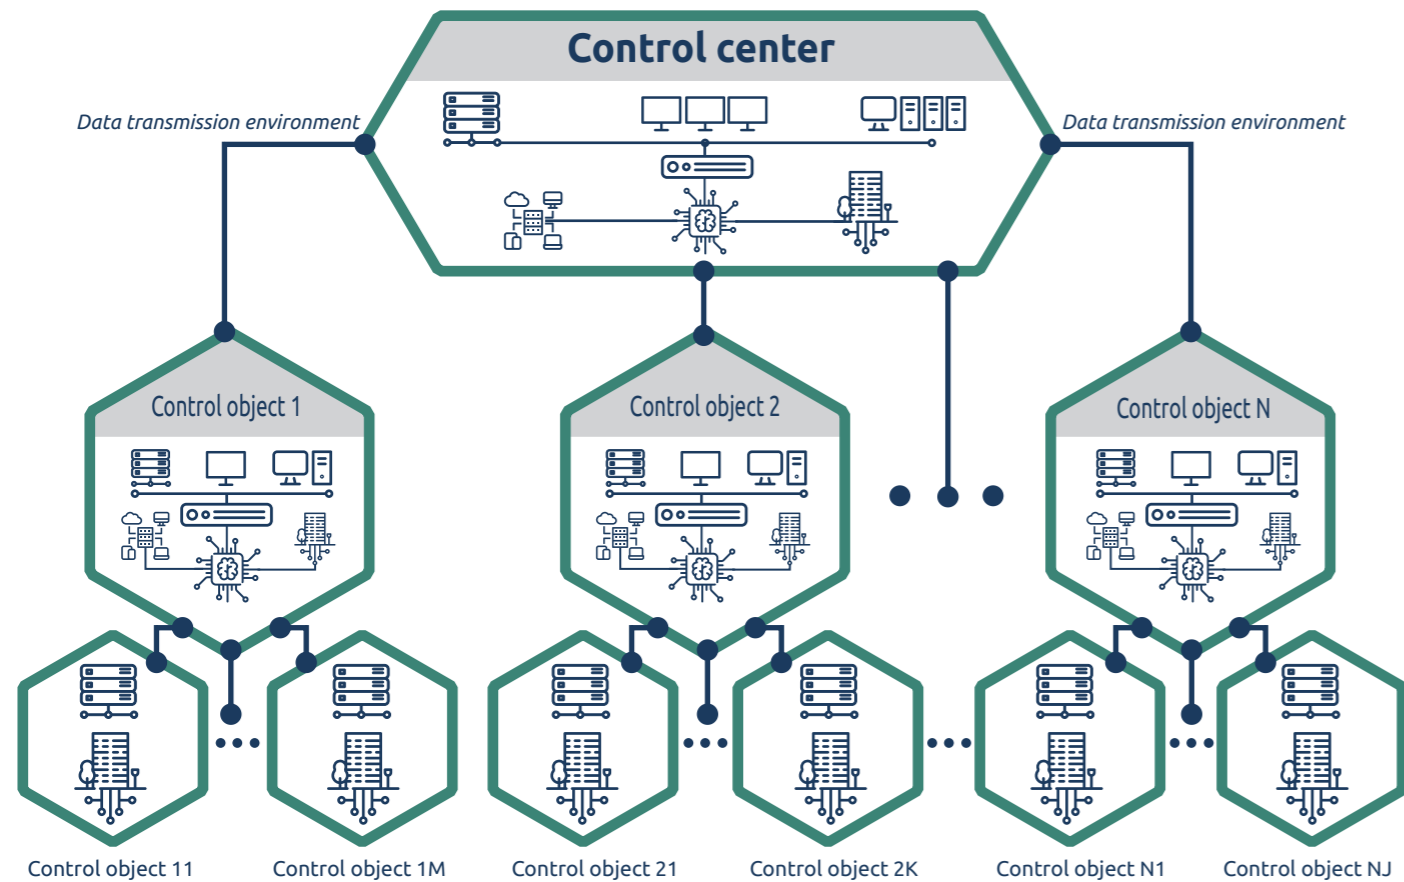 Control center
Data transmission environment
Data transmission environment
Control object 1
Control object 2
Control object N
Control object 11
Control object 1M
Control object 21
Control object 2K
Control object N1
Control object NJ